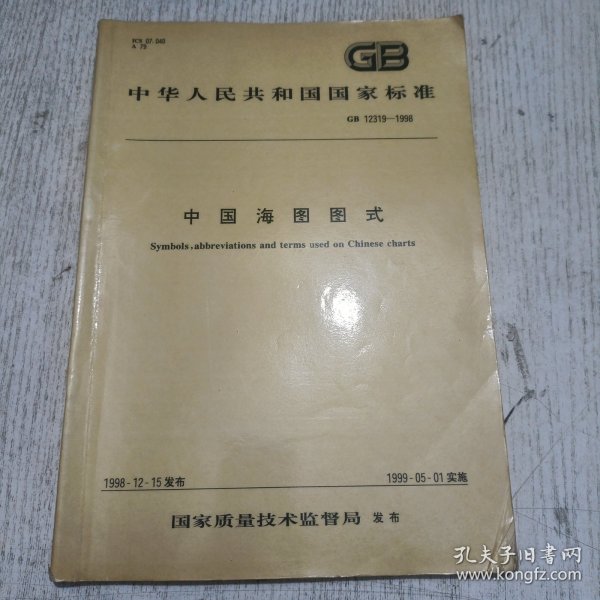 ICS 07.040
A 79
GB
中华人民共和国国家标准
GB 12319—1998
中国海图图式
Symbols,abbreviations and terms used on Chinese charts
1998-12-15发布
1999-05-01实施
国家质量技术监督局 发布
孔夫子旧书网
www.kongfz.com